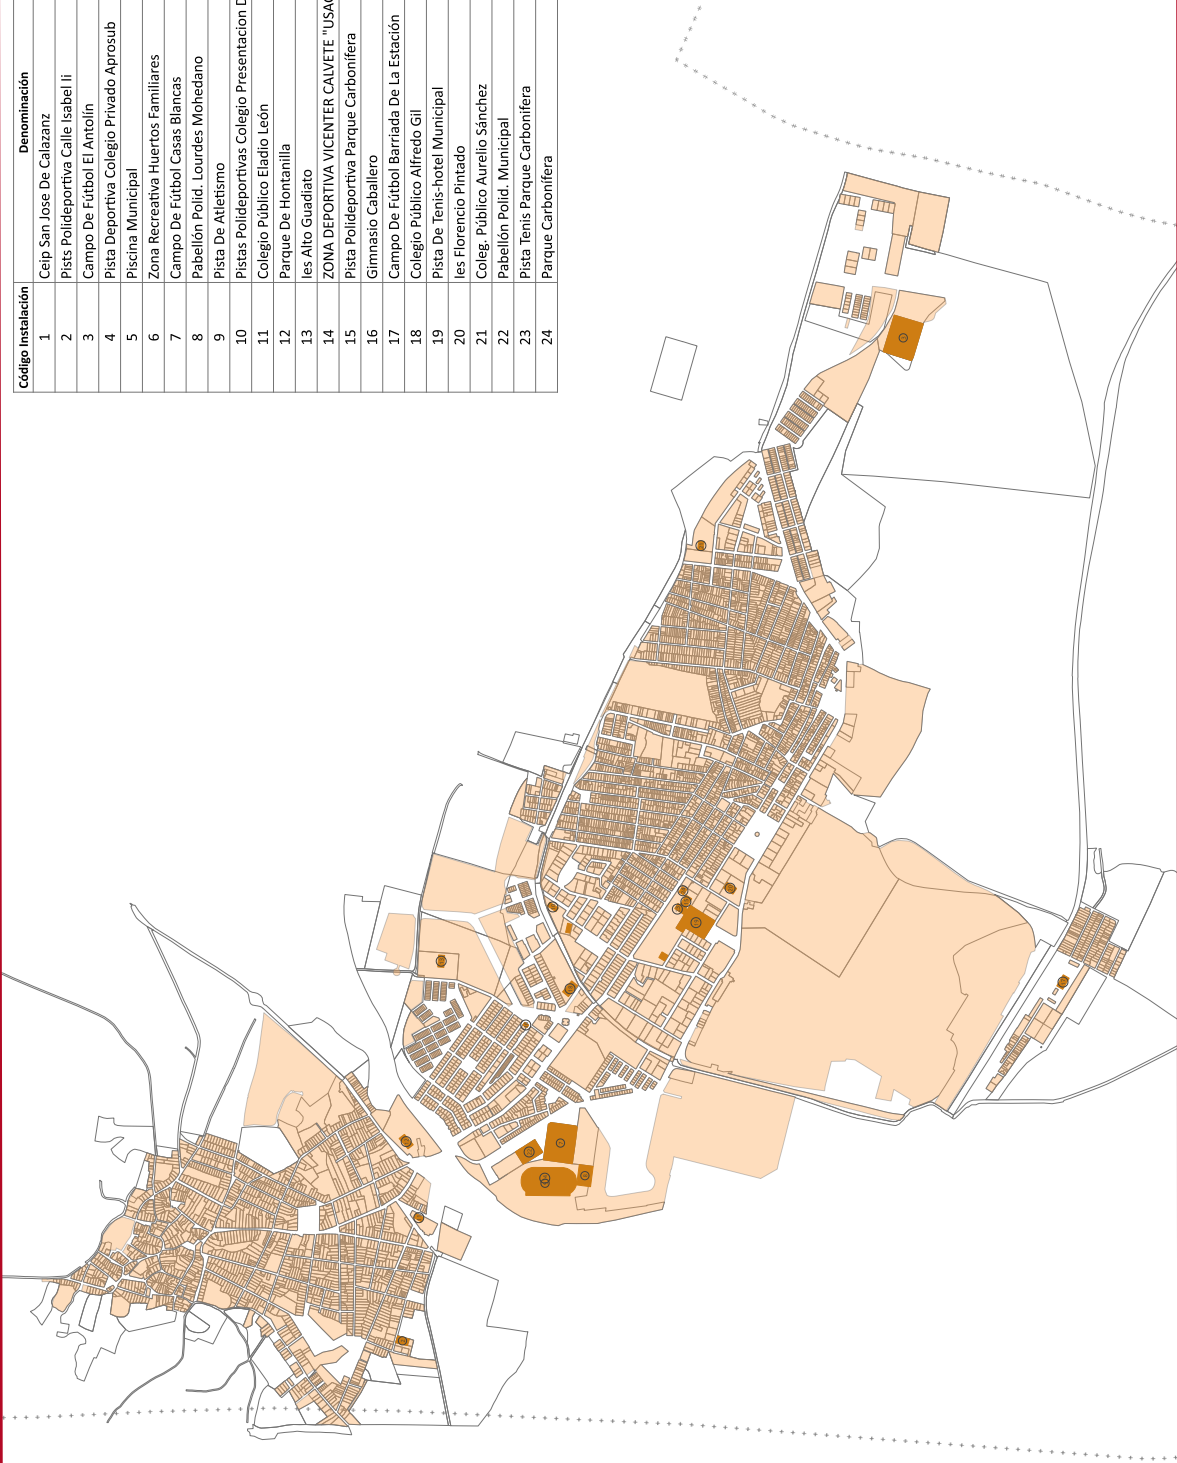 Código Instalación Denominación
1 Ceip San Jose De Calazanz
2 Pists Polideportiva Calle Isabel Ii
3 Campo De Fútbol El Antolín
4 Pista Deportiva Colegio Privado Aprosub
5 Piscina Municipal
6 Zona Recreativa Huertos Familiares
7 Campo De Fútbol Casas Blancas
8 Pabellón Polid. Lourdes Mohedano
9 Pista De Atletismo
10 Pistas Polideportivas Colegio Presentacion D
11 Colegio Público Eladio León
12 Parque De Hontanilla
13 Ies Alto Guadiato
14 ZONA DEPORTIVA VICENTER CALVETE "USAC
15 Pista Polideportiva Parque Carbonífera
16 Gimnasio Caballero
17 Campo De Fútbol Barriada De La Estación
18 Colegio Público Alfredo Gil
19 Pista De Tenis-hotel Municipal
20 Ies Florencio Pintado
21 Coleg. Público Aurelio Sánchez
22 Pabellón Polid. Municipal
23 Pista Tenis Parque Carbonífera
24 Parque Carbonífera